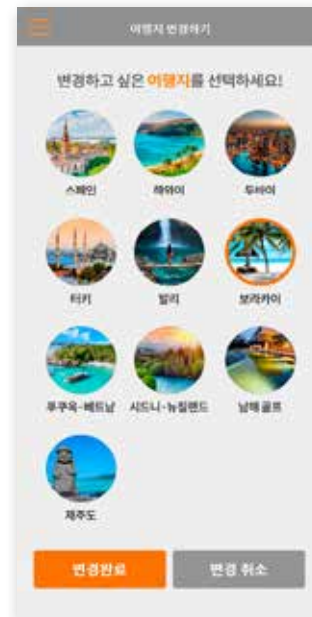 여행지 변경하기
변경하고 싶은 여행지를 선택하세요!
스페인 하와이 두바이
터키 발리 보라카이
푸쿠옥-베트남 시드니-뉴질랜드 남해 골프
제주도
변경완료 변경 취소